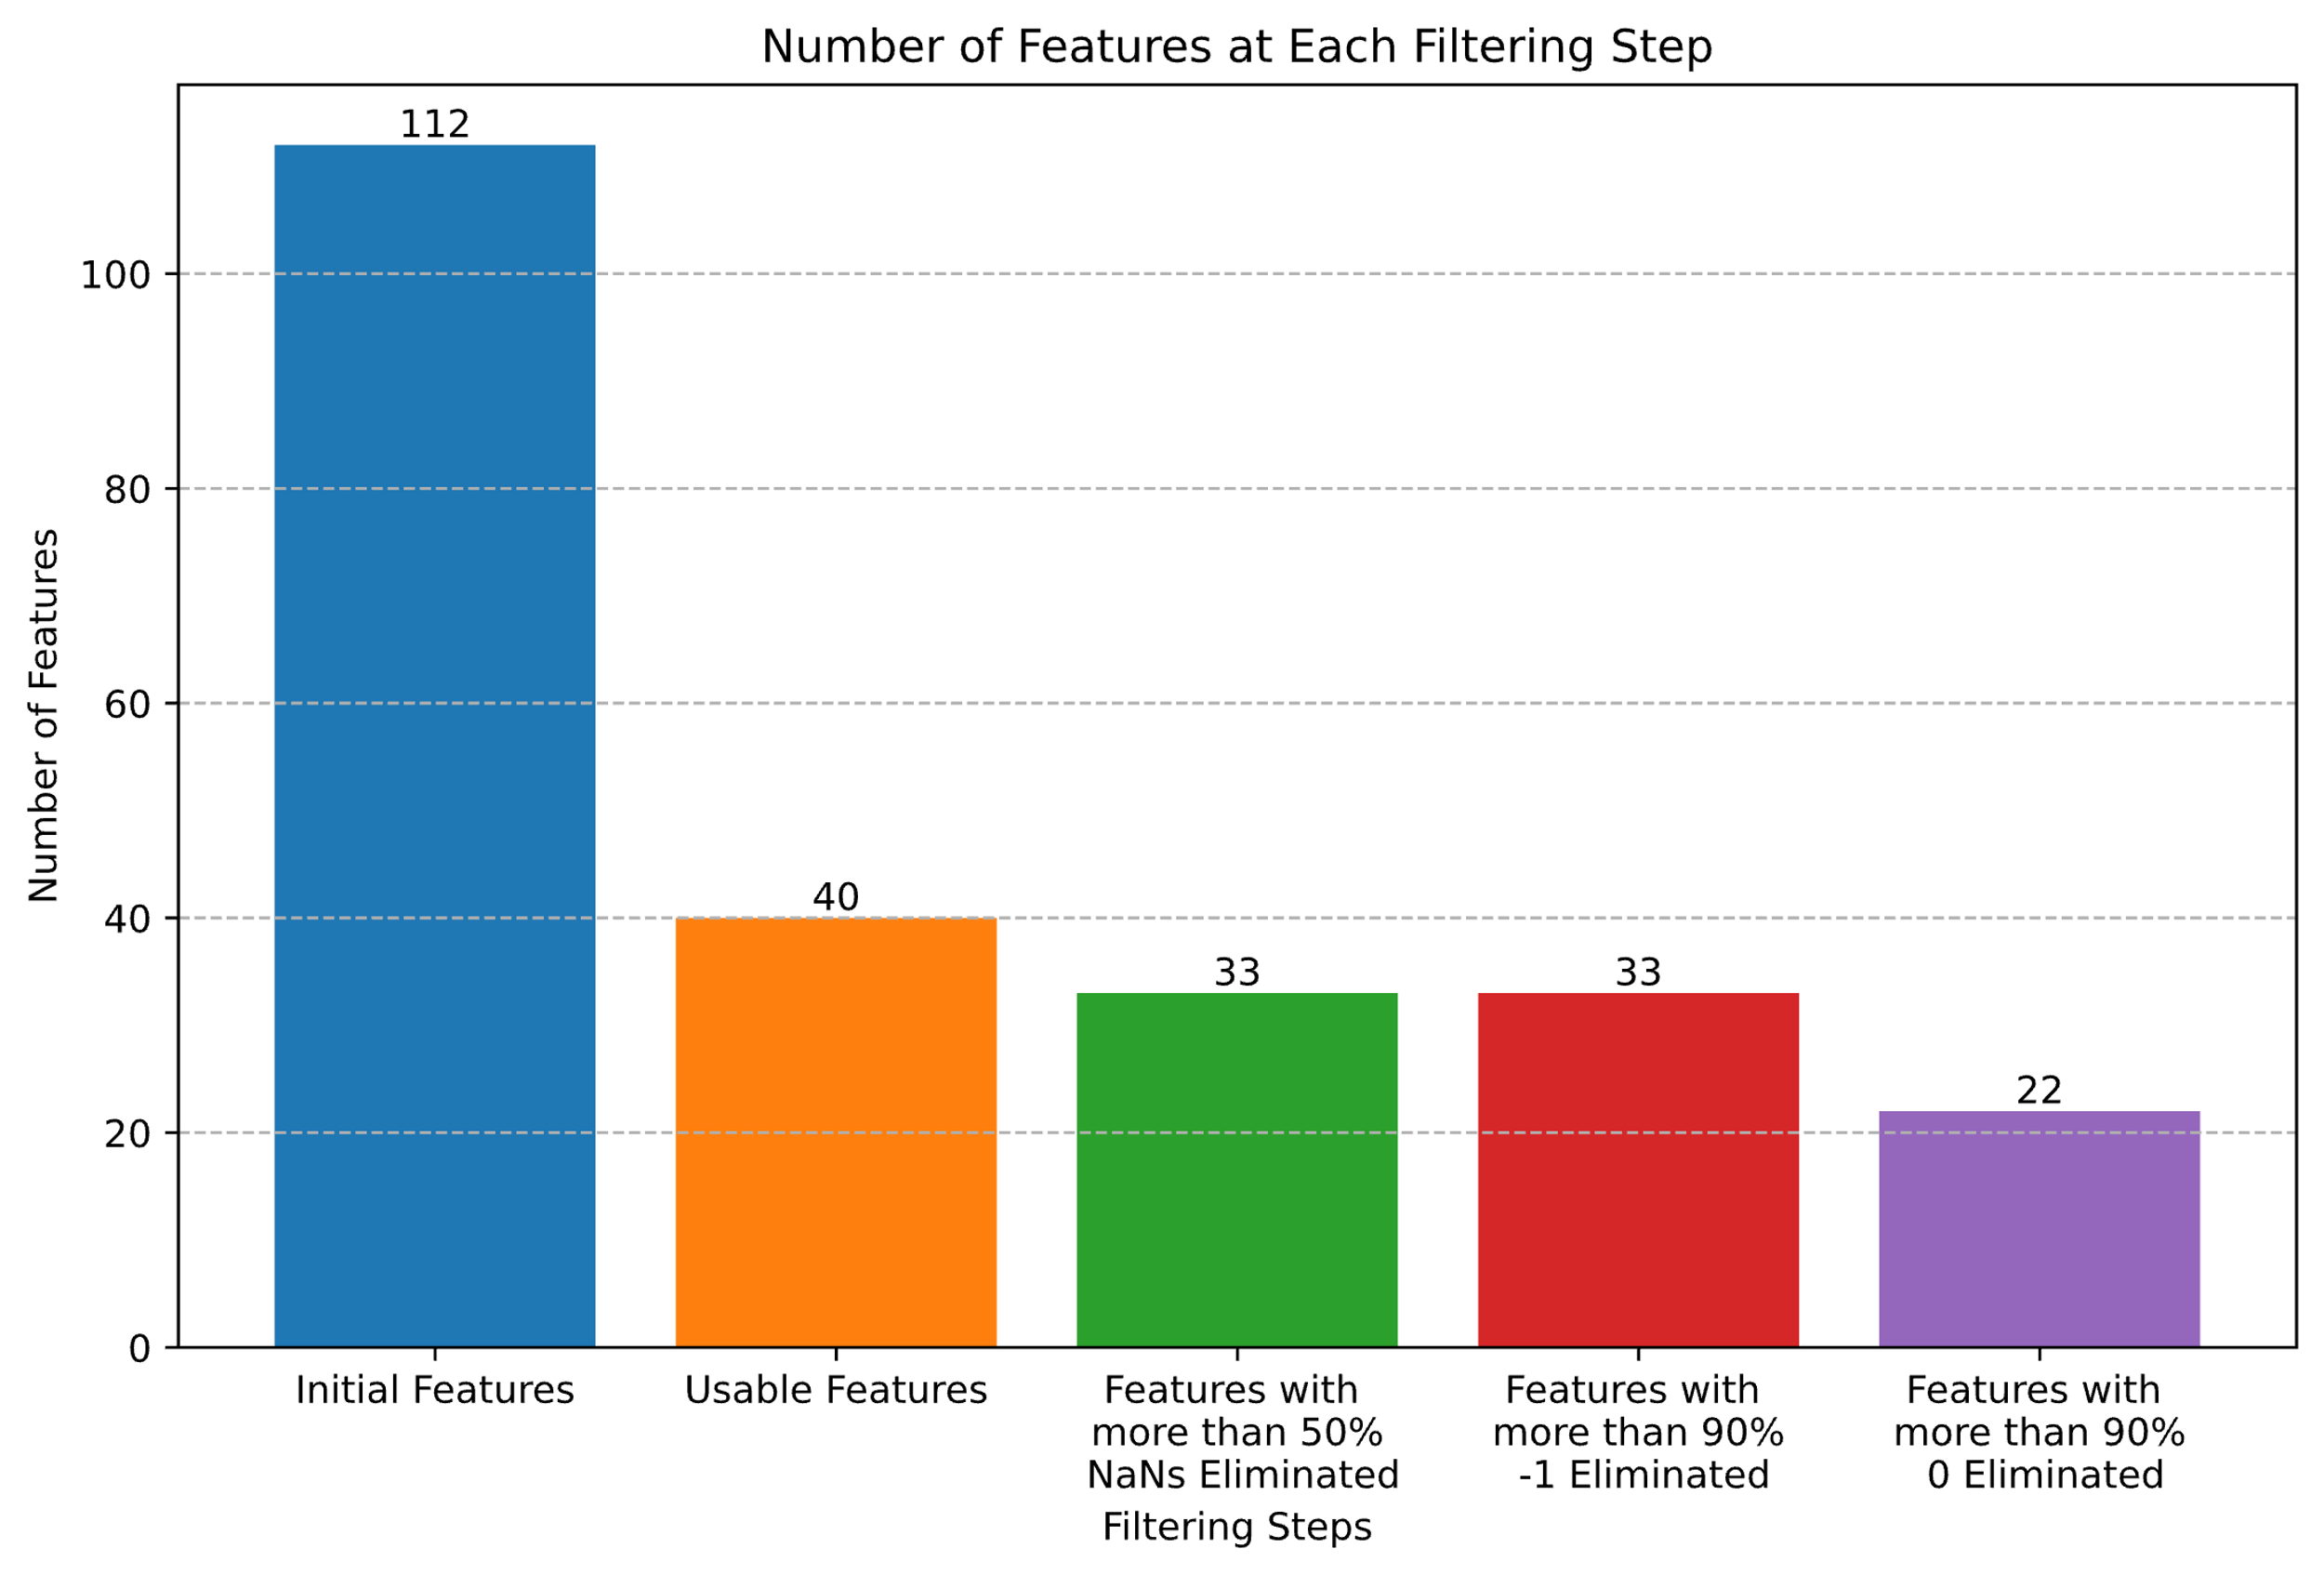 Number of Features at Each Filtering Step
112
100
80
60
40
20
0
Number of Features
40
33
33
22
Initial Features
Usable Features
Features with
more than 50%
NaNs Eliminated
Features with
more than 90%
-1 Eliminated
Features with
more than 90%
0 Eliminated
Filtering Steps